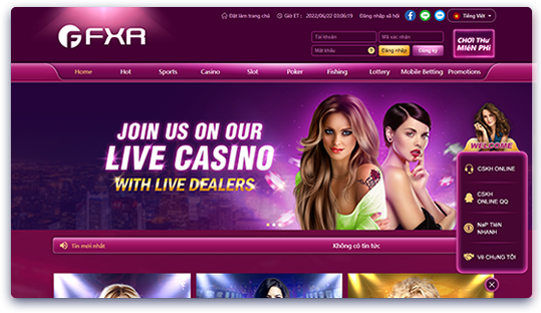 Đặt làm trang chủ Giờ ET : 2022/06/22 03:06:19 Đăng nhập xã hội Tiếng Việt
FXR
Tài khoản Mã xác nhận
Mật khẩu ? Đăng nhập Đăng ký
CHƠI THỬ
MIỄN PHÍ
Home Hot Sports Casino Slot Poker Fishing Lottery Mobile Betting Promotions
JOIN US ON OUR
LIVE CASINO
WITH LIVE DEALERS
WELCOME
CSKH ONLINE
CSKH
ONLINE QQ
NẠP TIỀN
NHANH
VỀ CHÚNG TÔI
Tin mới nhất Không có tin tức